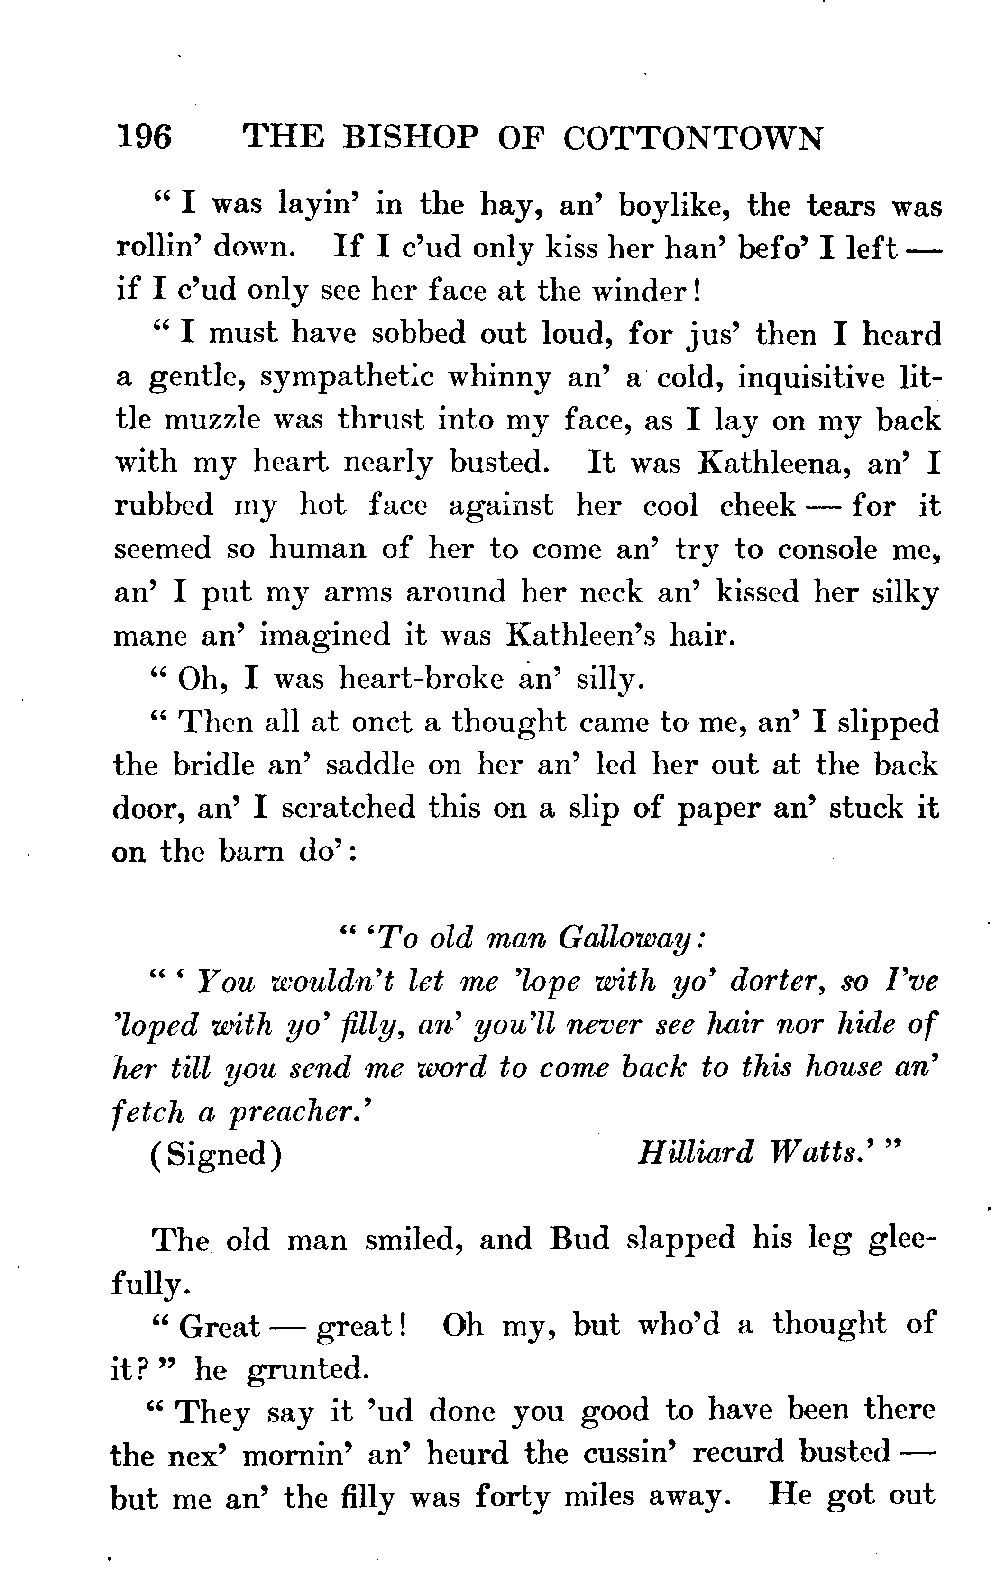 196 THE BISHOP OF COTTONTOWN
“ I was layin’ in the hay, an’ boylike, the tears was
rollin’ down. If I c’ud only kiss her han’ befo’ I left —
if I c’ud only see her face at the winder!
“ I must have sobbed out loud, for jus’ then I heard
a gentle, sympathetic whinny an’ a cold, inquisitive lit-
tle muzzle was thrust into my face, as I lay on my back
with my heart nearly busted. It was Kathleena, an’ I
rubbed my hot face against her cool cheek — for it
seemed so human of her to come an’ try to console me,
an’ I put my arms around her neck an’ kissed her silky
mane an’ imagined it was Kathleen’s hair.
“ Oh, I was heart-broke an’ silly.
“ Then all at onct a thought came to me, an’ I slipped
the bridle an’ saddle on her an’ led her out at the back
door, an’ I scratched this on a slip of paper an’ stuck it
on the barn do’:
“ ‘To old man Galloway:
“ ‘ You wouldn’t let me ’lope with yo’ dorter, so I’ve
’loped with yo’ filly, an’ you’ll never see hair nor hide of
her till you send me word to come back to this house an’
fetch a preacher.’
(Signed) Hilliard Watts.’ ”
The old man smiled, and Bud slapped his leg glee-
fully.
“ Great — great! Oh my, but who’d a thought of
it? ” he grunted.
“ They say it ’ud done you good to have been there
the nex’ mornin’ an’ heurd the cussin’ recurd busted —
but me an’ the filly was forty miles away. He got out